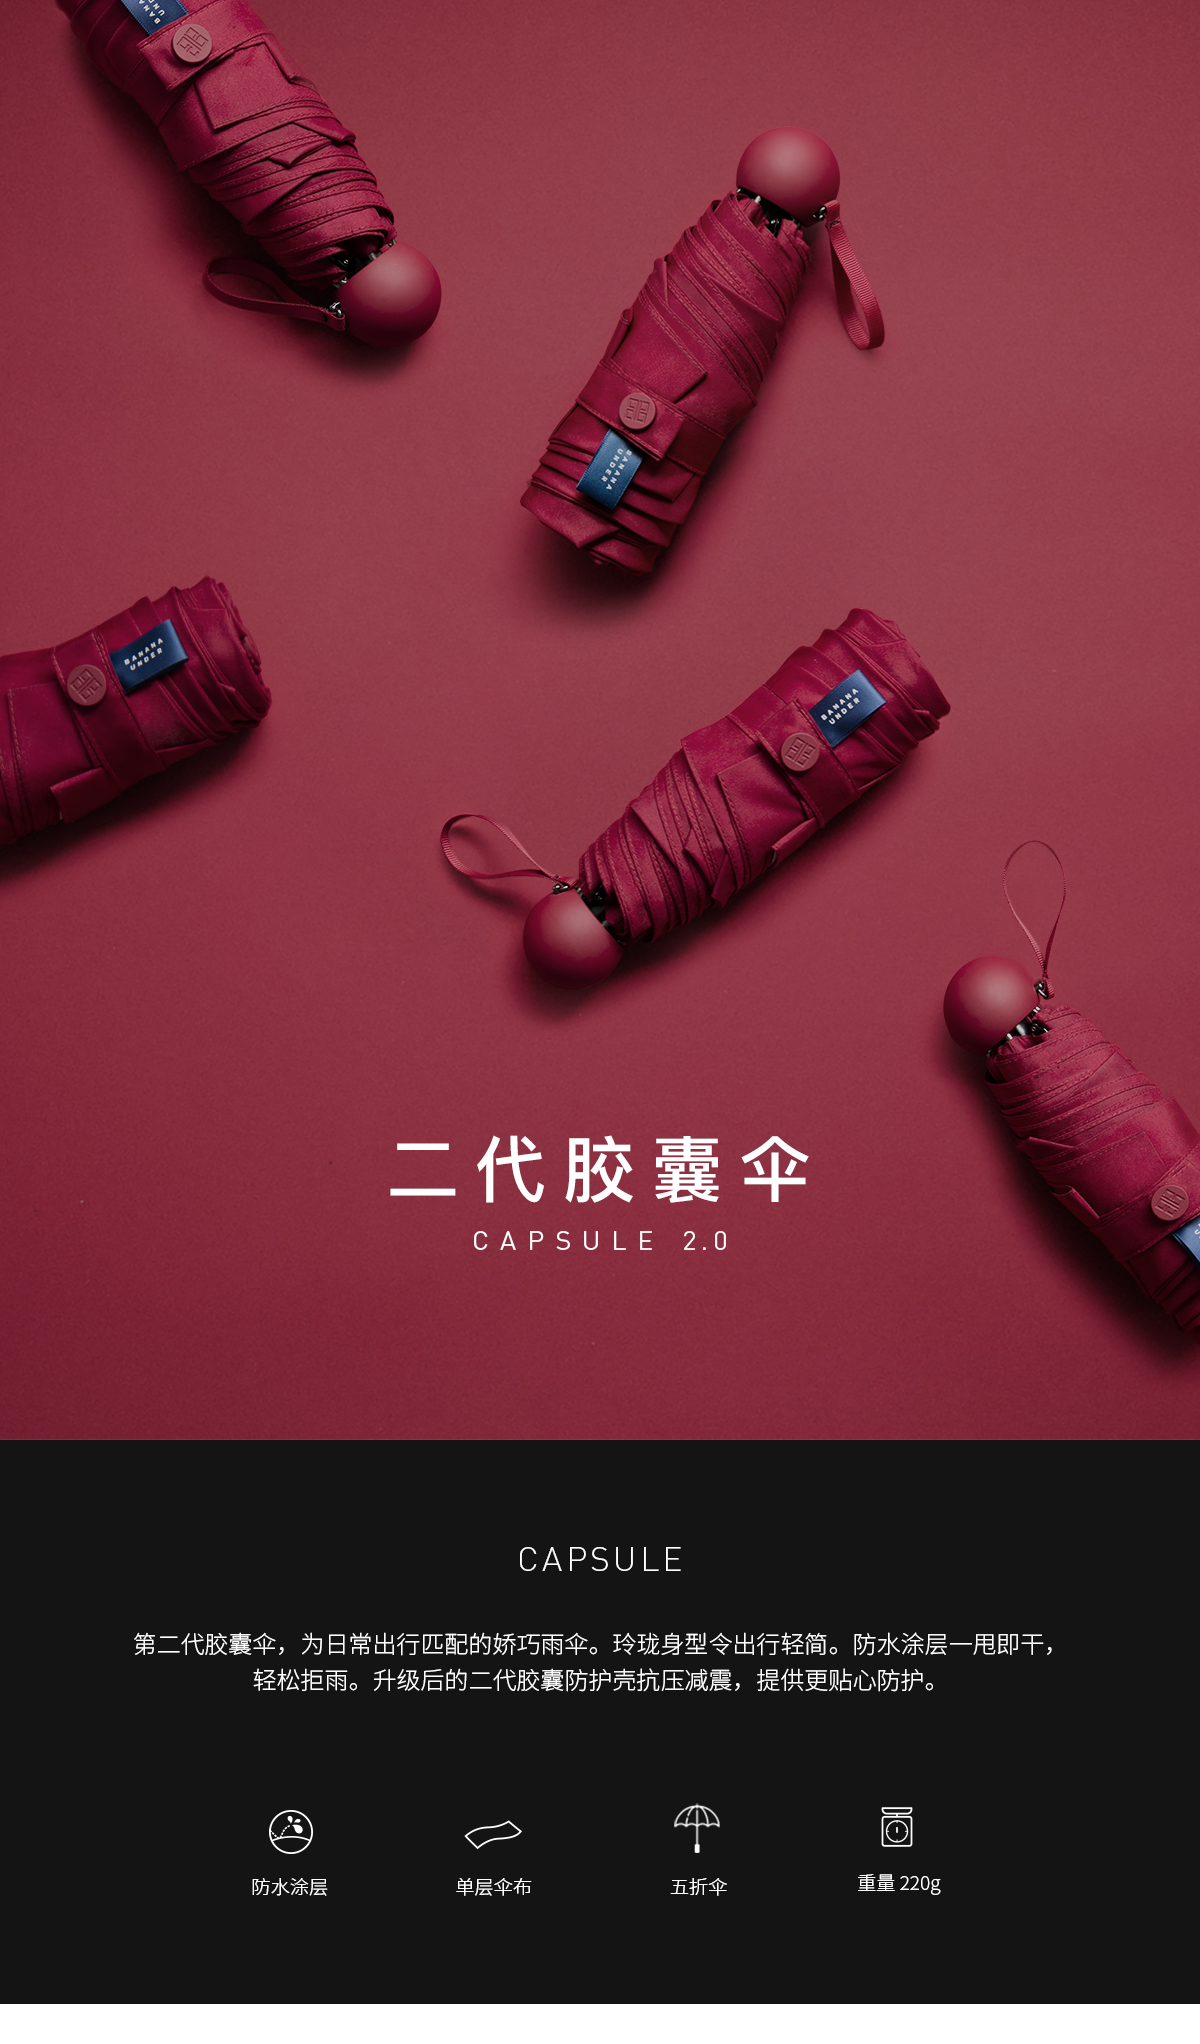 BANANA
UNDER
BANANA
UNDER
BANANA
UNDER
BANANA
UNDER
二代胶囊伞
CAPSULE 2.0
CAPSULE
第二代胶囊伞，为日常出行匹配的娇巧雨伞。玲珑身型令出行轻简。防水涂层一甩即干，
轻松拒雨。升级后的二代胶囊防护壳抗压减震，提供更贴心防护。
防水涂层
单层伞布
五折伞
重量 220g